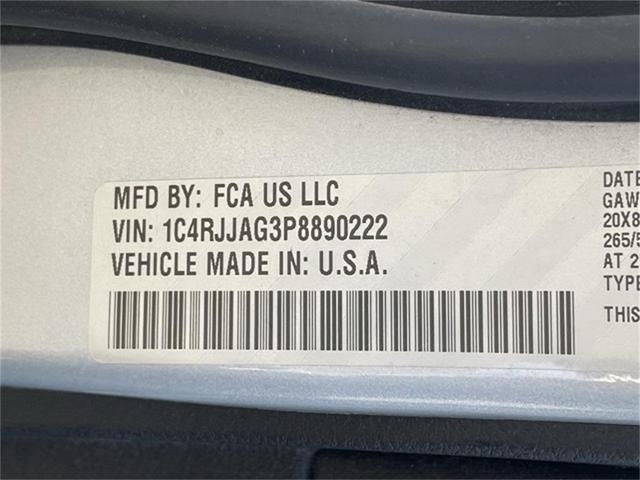 MFD BY: FCA US LLC
VIN: 1C4RJJAG3P8890222
VEHICLE MADE IN: U.S.A.
DATE
GAW
20X8
265/5
AT 2
TYPE
THIS